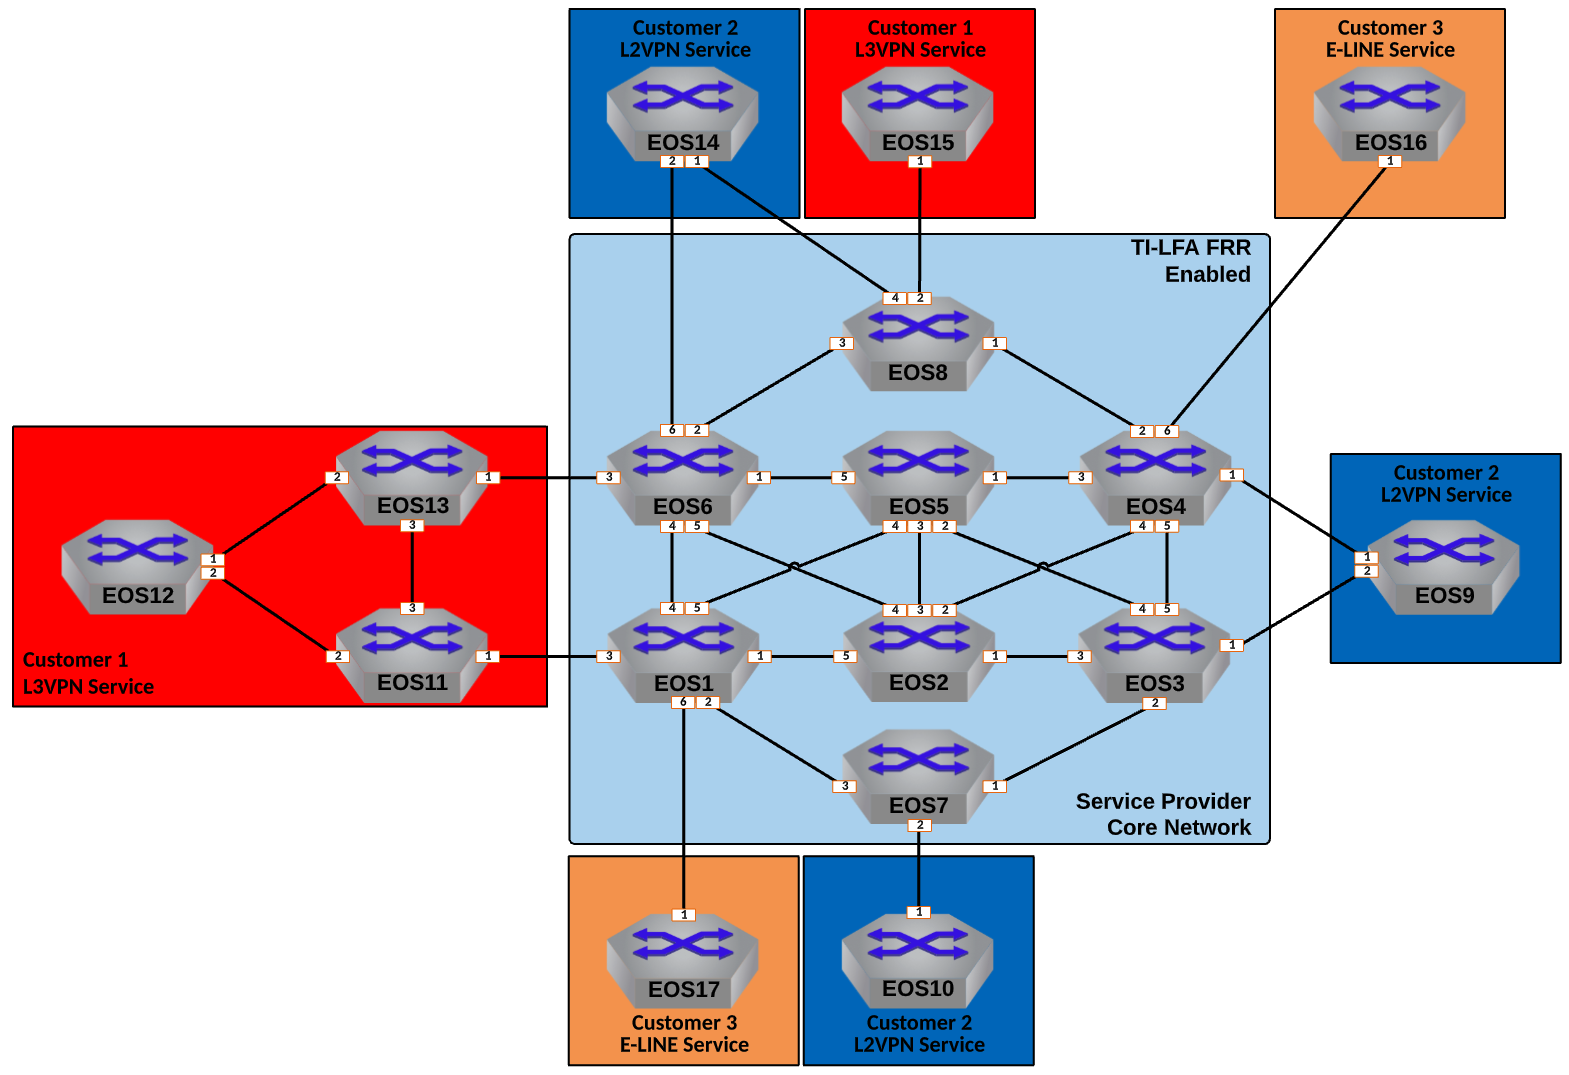 Customer 2
L2VPN Service
EOS14
2 1
Customer 1
L3VPN Service
EOS15
1
Customer 3
E-LINE Service
EOS16
1
TI-LFA FRR
Enabled
4 2
3
1
EOS8
2
EOS13
1
3
1
2
EOS12
3
2
EOS11
1
Customer 1
L3VPN Service
6 2
3
1
EOS6
4 5
5
1
EOS5
4 3 2
2 6
3
1
EOS4
4 5
4 5
3
1
EOS1
6 2
4 3 2
5
1
EOS2
4 5
3
1
EOS3
2
3
1
EOS7
2
Service Provider
Core Network
Customer 2
L2VPN Service
1
2
EOS9
1
EOS17
Customer 3
E-LINE Service
1
EOS10
Customer 2
L2VPN Service